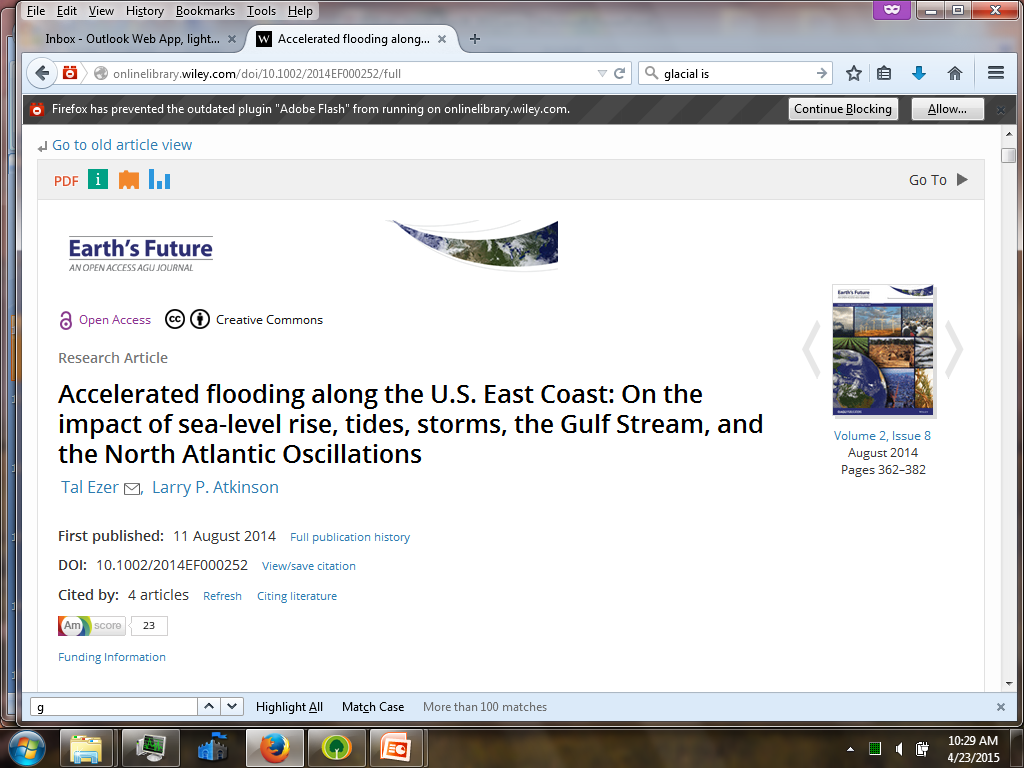 File Edit View History Bookmarks Tools Help
Inbox - Outlook Web App, light... × W Accelerated flooding along... × +
onlinelibrary.wiley.com/doi/10.1002/2014EF000252/full glacial is
Firefox has prevented the outdated plugin "Adobe Flash" from running on onlinelibrary.wiley.com. Continue Blocking Allow...
Go to old article view
PDF i Go To
Earth's Future
AN OPEN ACCESS AGU JOURNAL
Open Access cc Creative Commons
Earth's Future
Research Article
Accelerated flooding along the U.S. East Coast: On the
impact of sea-level rise, tides, storms, the Gulf Stream, and
the North Atlantic Oscillations
Volume 2, Issue 8
August 2014
Pages 362–382
Tal Ezer, Larry P. Atkinson
First published: 11 August 2014 Full publication history
DOI: 10.1002/2014EF000252 View/save citation
Cited by: 4 articles Refresh Citing literature
Am score 23
Funding Information
g Highlight All Match Case More than 100 matches
10:29 AM
4/23/2015